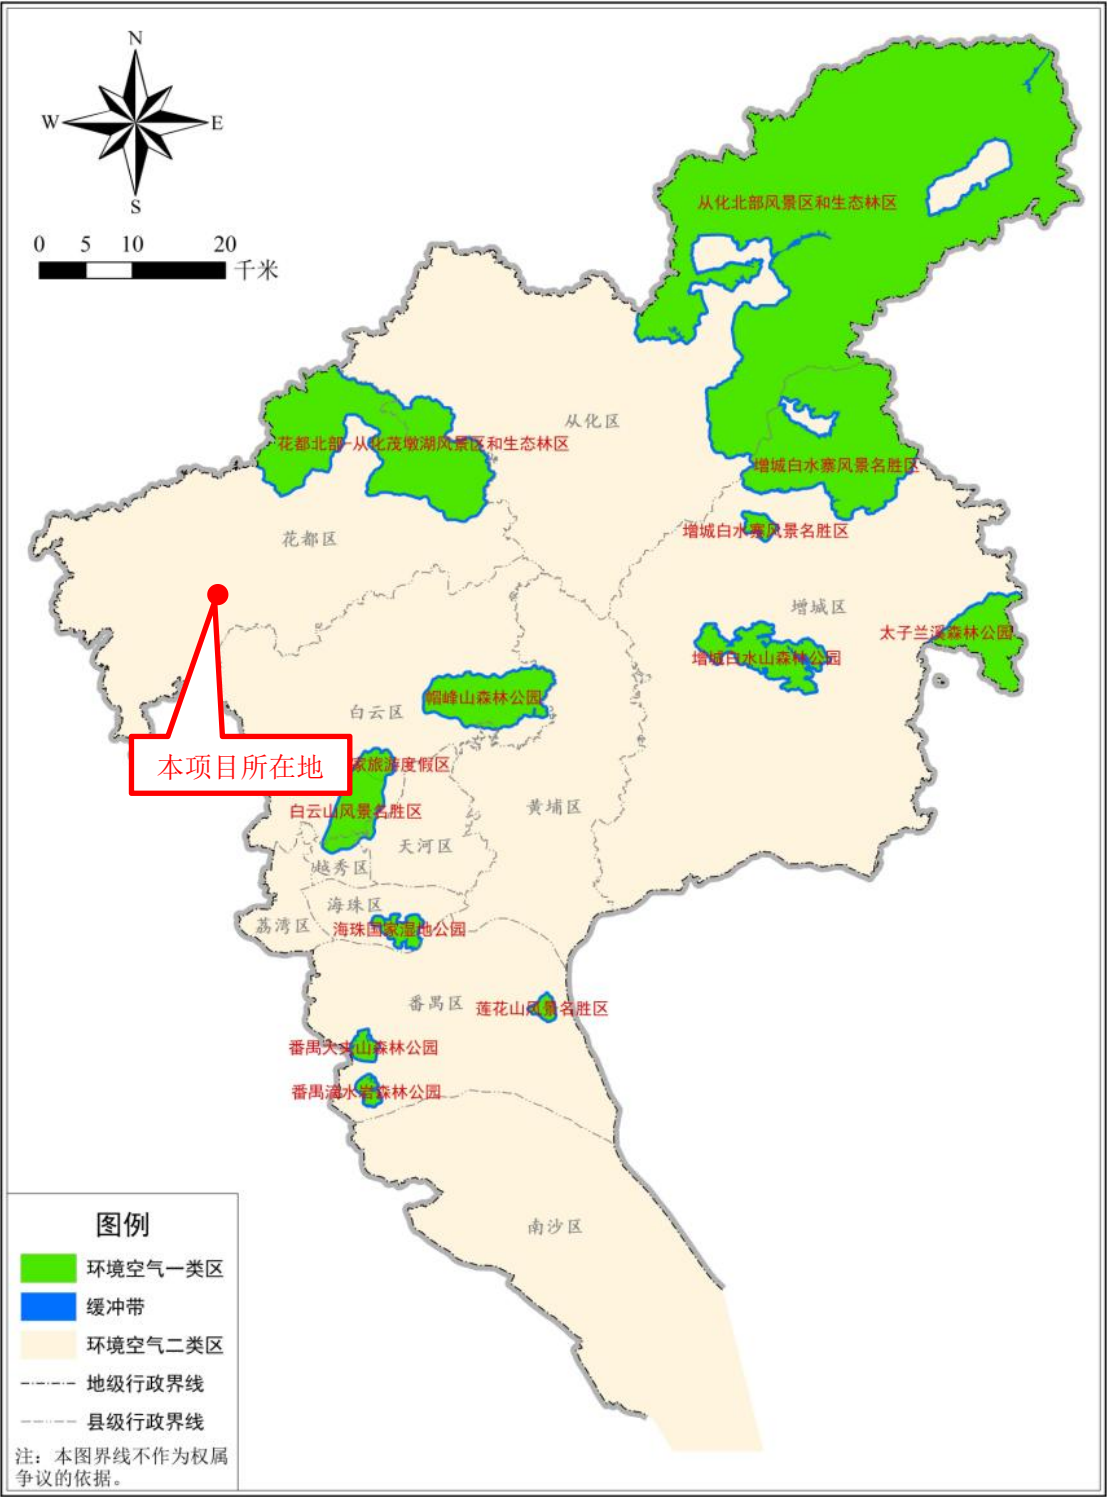 N
W
E
S
0 5 10 20
千米
从化北部风景区和生态林区
从化区
花都北部-从化茂墩湖风景区和生态林区
增城白水寨风景名胜区
增城白水寨风景名胜区
花都区
增城区
太子兰溪森林公园
增城白水山森林公园
帽峰山森林公园
白云区
本项目所在地
家旅游度假区
黄埔区
白云山风景名胜区
天河区
越秀区
海珠区
荔湾区
海珠国家湿地公园
番禺区
莲花山风景名胜区
番禺大夫山森林公园
番禺滴水岩森林公园
南沙区
图例
环境空气一类区
缓冲带
环境空气二类区
地级行政界线
县级行政界线
注：本图界线不作为权属
争议的依据。